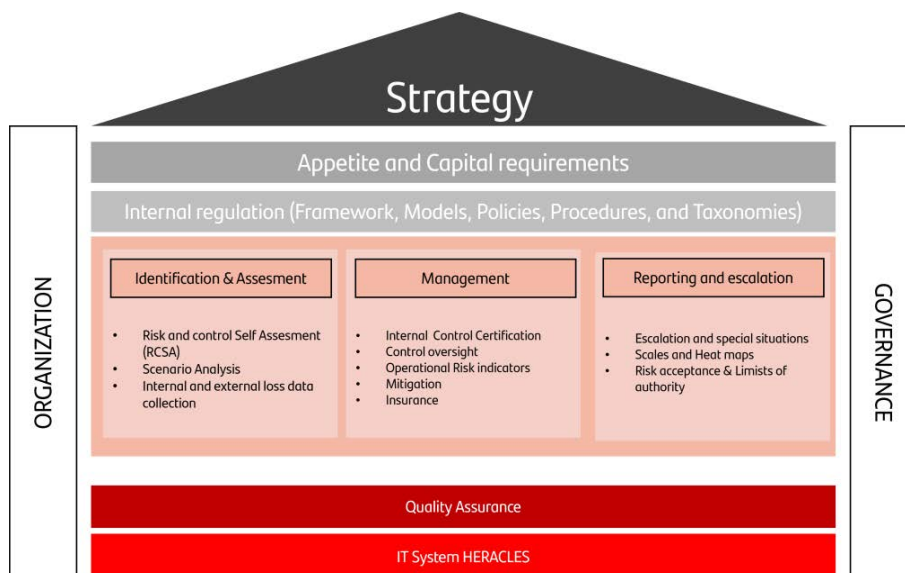 Strategy
Appetite and Capital requirements
Internal regulation (Framework, Models, Policies, Procedures, and Taxonomies)
ORGANIZATION
Identification & Assesment
• Risk and control Self Assesment
(RCSA)
• Scenario Analysis
• Internal and external loss data
collection
Management
• Internal Control Certification
• Control oversight
• Operational Risk indicators
• Mitigation
• Insurance
Reporting and escalation
• Escalation and special situations
• Scales and Heat maps
• Risk acceptance & Limists of
authority
GOVERNANCE
Quality Assurance
IT System HERACLES